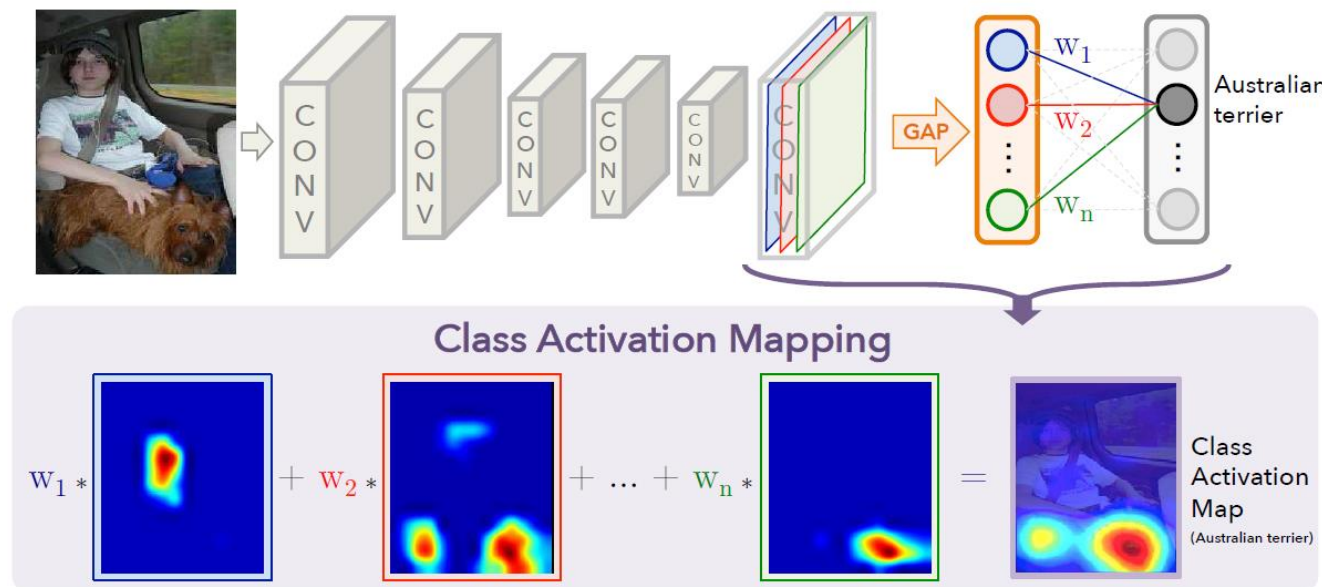 CONV
CONV
CONV
CONV
CONV
CONV
GAP
w1
w2
⋮
wn
⋮
Australian
terrier
Class Activation Mapping
w1 * + w2 * + ... + wn * =
Class
Activation
Map
(Australian terrier)